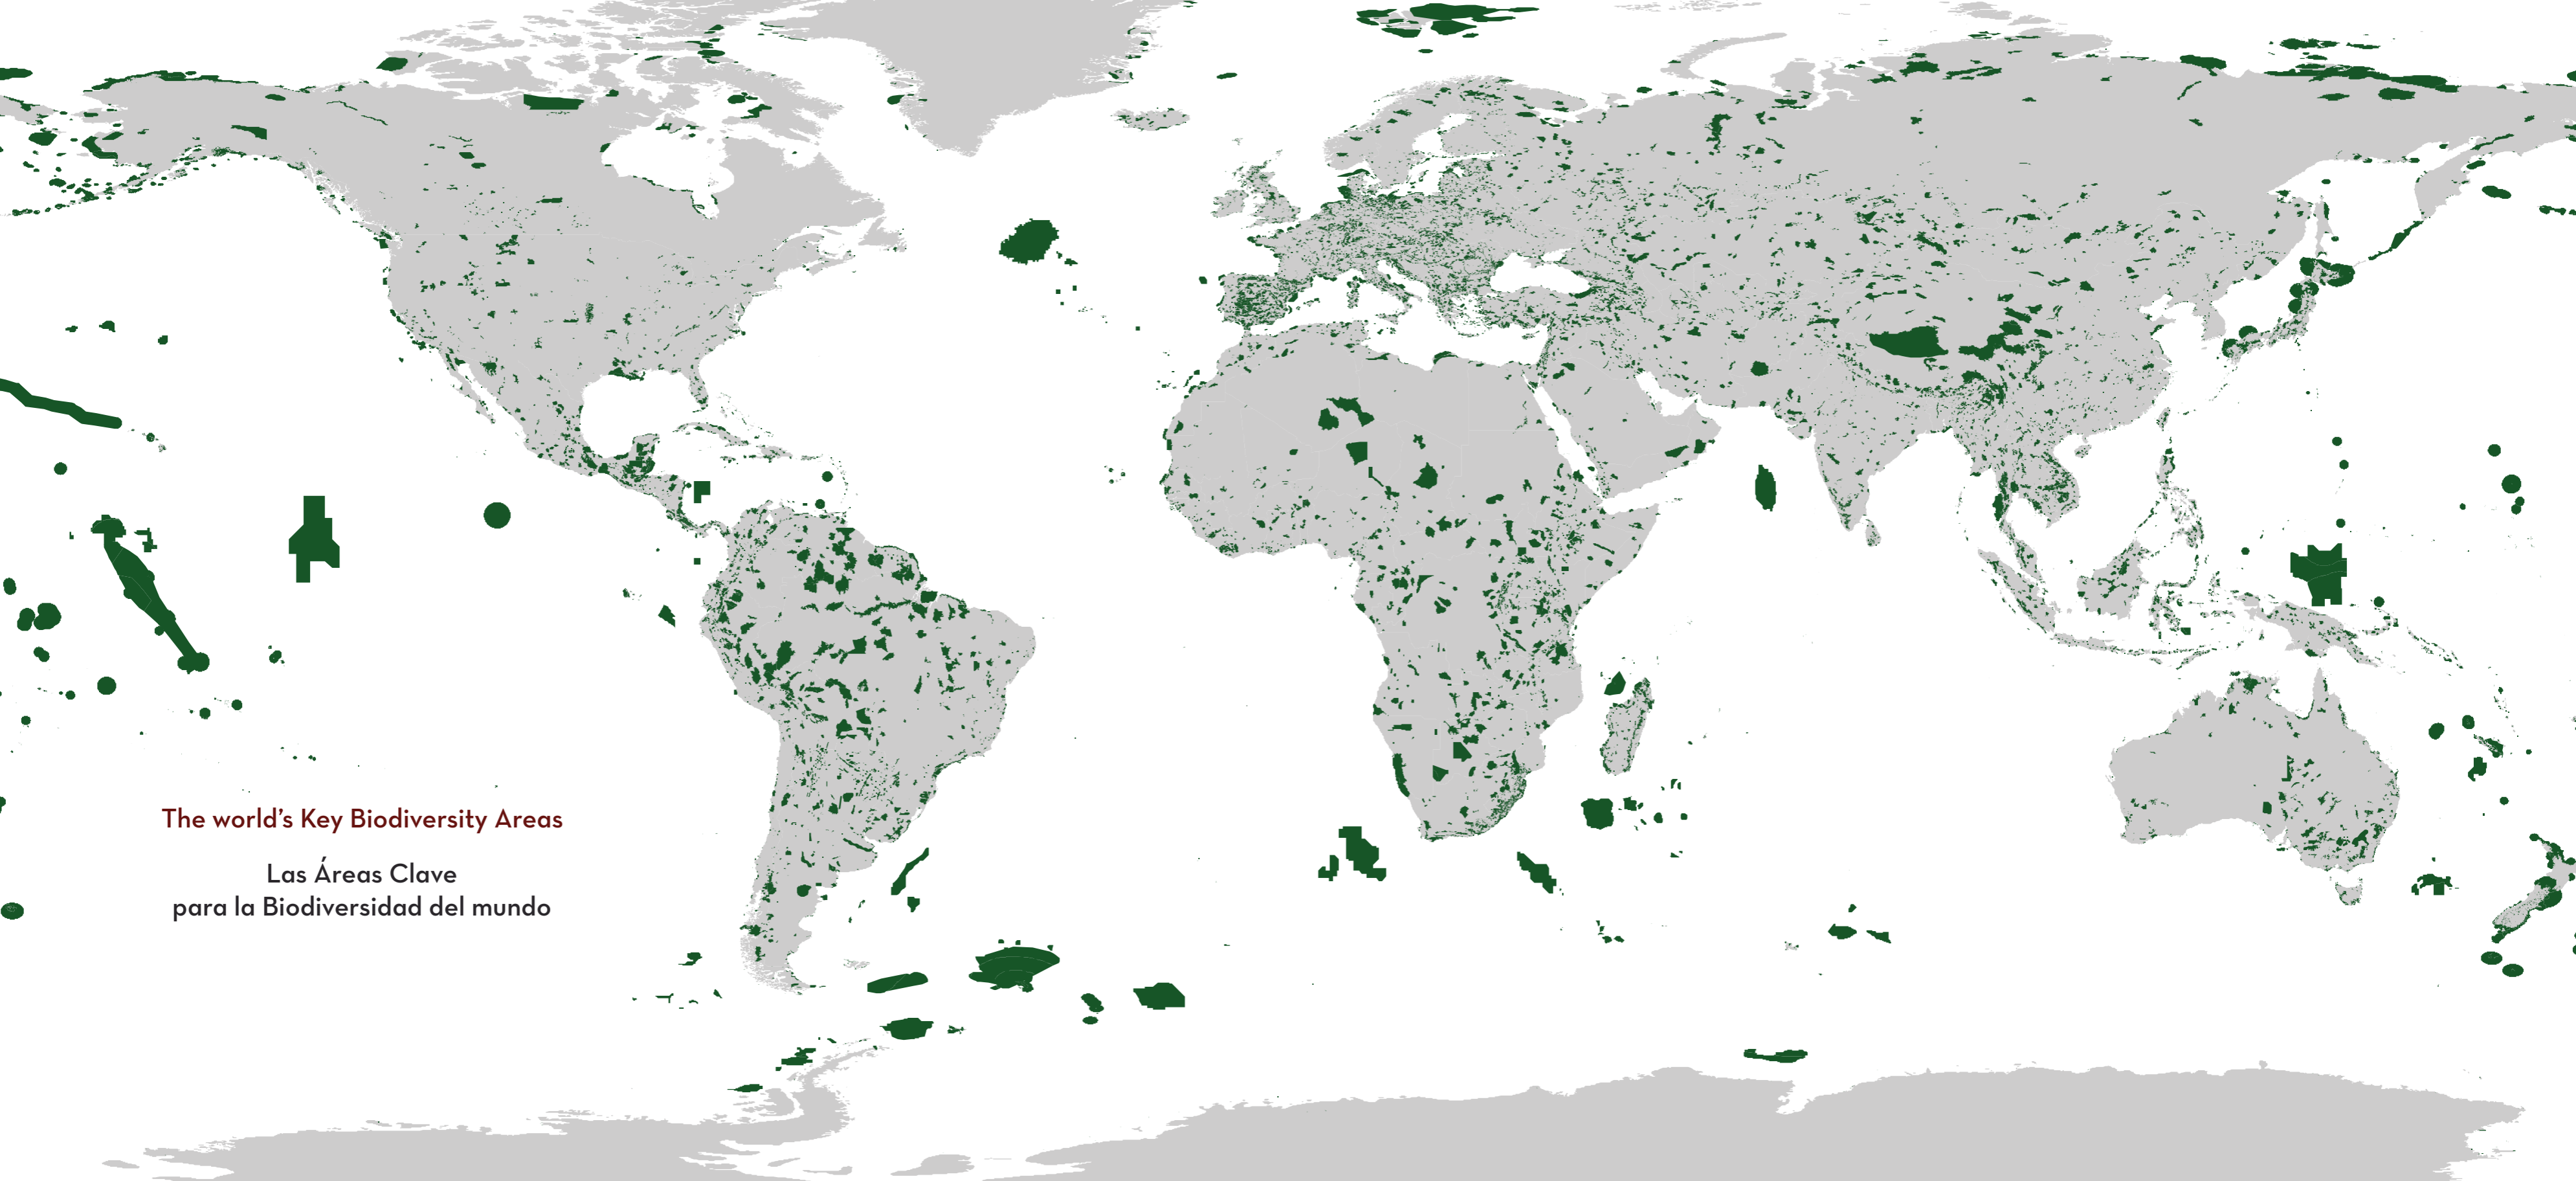 The world’s Key Biodiversity Areas
Las Áreas Clave
para la Biodiversidad del mundo